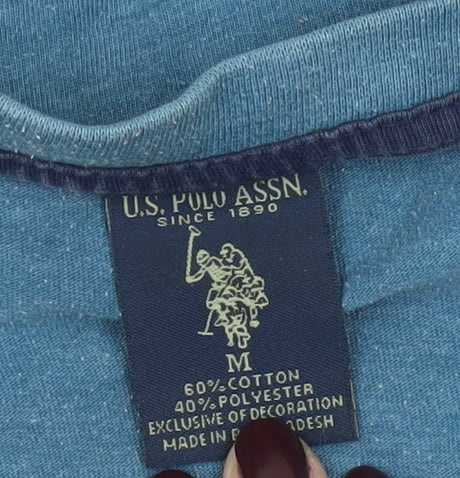 U.S. POLO ASSN.
SINCE 1890
M
60% COTTON
40% POLYESTER
EXCLUSIVE OF DECORATION
MADE IN